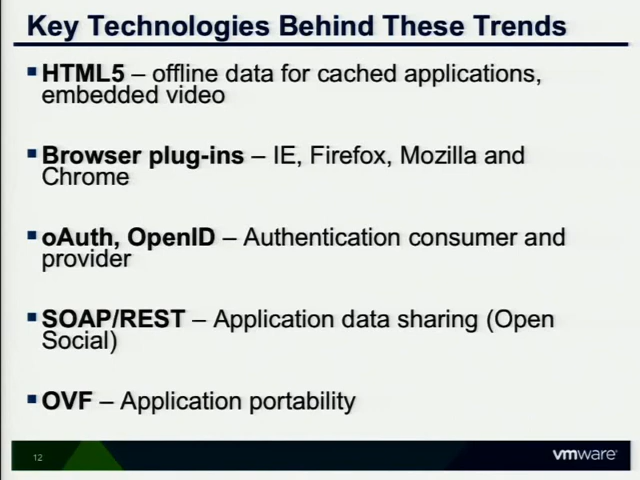 Key Technologies Behind These Trends
HTML5 – offline data for cached applications,
embedded video
Browser plug-ins – IE, Firefox, Mozilla and
Chrome
oAuth, OpenID – Authentication consumer and
provider
SOAP/REST – Application data sharing (Open
Social)
OVF – Application portability
12
vmware